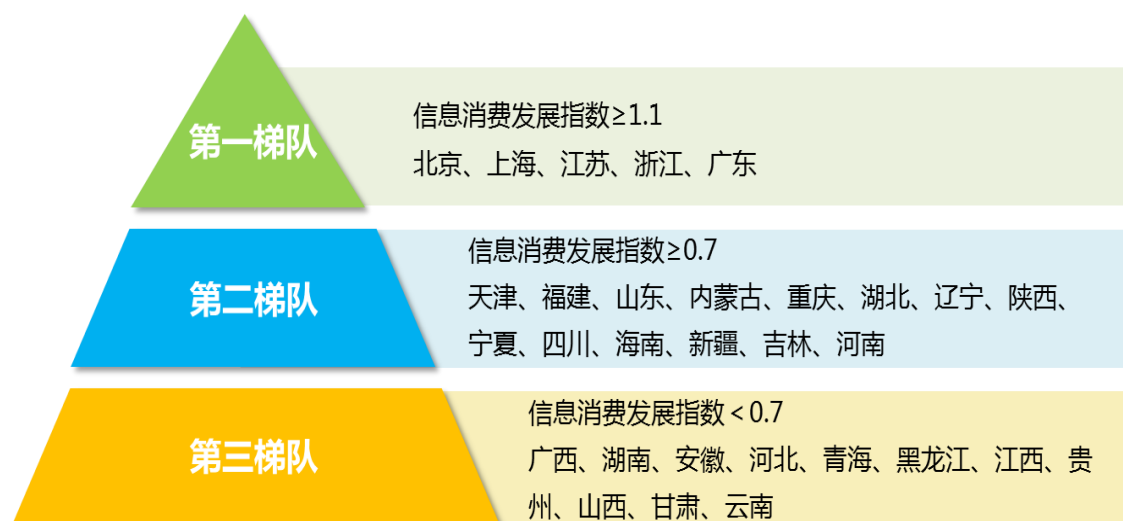 第一梯队
信息消费发展指数≥1.1
北京、上海、江苏、浙江、广东
第二梯队
信息消费发展指数≥0.7
天津、福建、山东、内蒙古、重庆、湖北、辽宁、陕西、
宁夏、四川、海南、新疆、吉林、河南
第三梯队
信息消费发展指数＜0.7
广西、湖南、安徽、河北、青海、黑龙江、江西、贵
州、山西、甘肃、云南